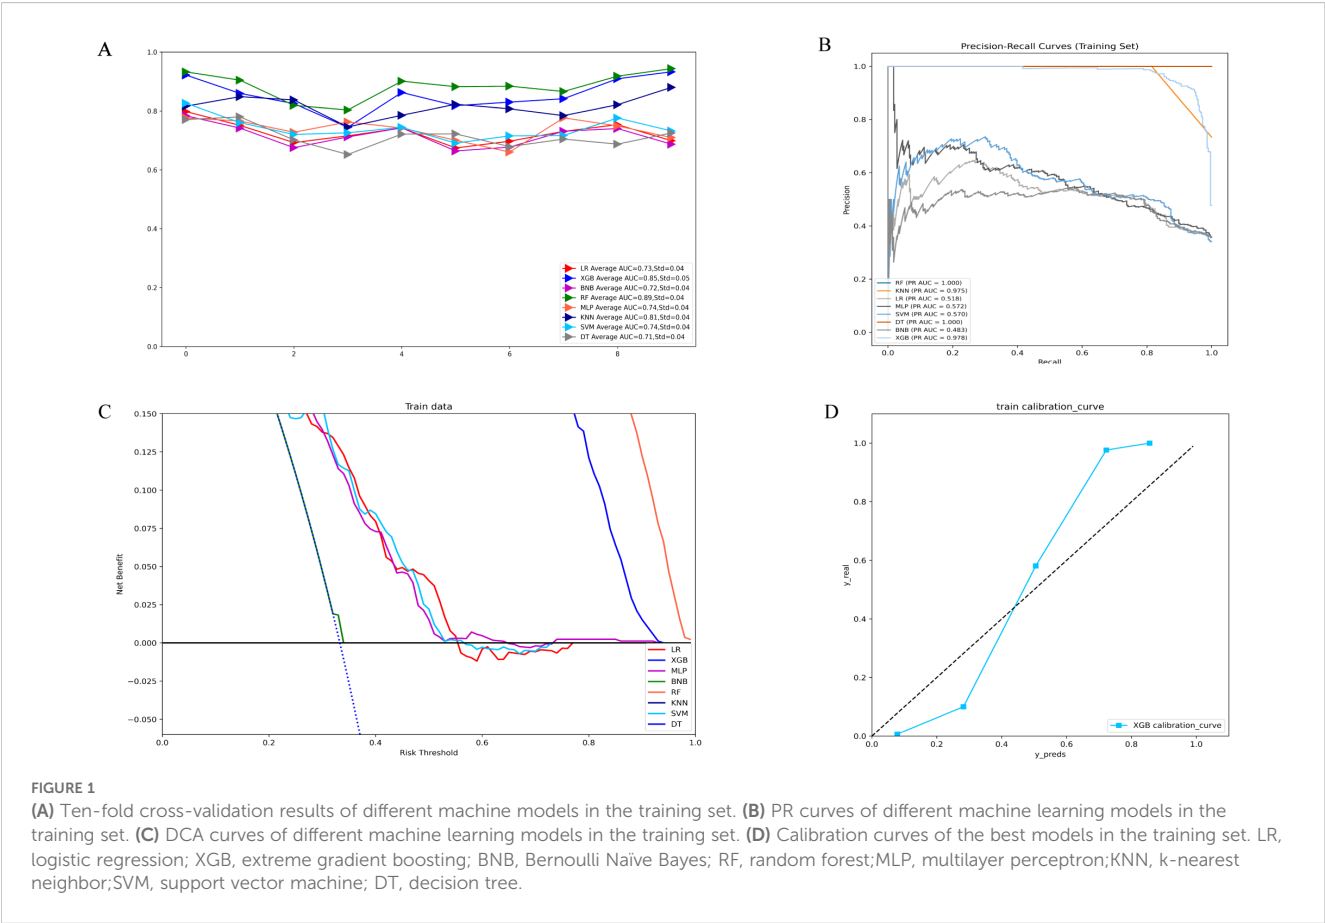 A
1.0
0.8
0.6
0.4
0.2
0.0
0
2
4
6
8
LR Average AUC=0.73,Std=0.04
XGB Average AUC=0.85,Std=0.05
BNB Average AUC=0.72,Std=0.04
RF Average AUC=0.89,Std=0.04
MLP Average AUC=0.74,Std=0.04
KNN Average AUC=0.81,Std=0.04
SVM Average AUC=0.74,Std=0.04
DT Average AUC=0.71,Std=0.04
B
Precision-Recall Curves (Training Set)
Precision
1.0
0.8
0.6
0.4
0.2
0.0
RF (PR AUC = 1.000)
KNN (PR AUC = 0.975)
LR (PR AUC = 0.518)
MLP (PR AUC = 0.572)
SVM (PR AUC = 0.570)
DT (PR AUC = 1.000)
BNB (PR AUC = 0.483)
XGB (PR AUC = 0.978)
0.0
0.2
0.4
0.6
0.8
1.0
Recall
C
Train data
Net Benefit
0.150
0.125
0.100
0.075
0.050
0.025
0.000
−0.025
−0.050
LR
XGB
MLP
BNB
RF
KNN
SVM
DT
0.0
0.2
0.4
0.6
0.8
1.0
Risk Threshold
D
train calibration_curve
y_real
1.0
0.8
0.6
0.4
0.2
0.0
XGB calibration_curve
0.0
0.2
0.4
0.6
0.8
1.0
y_preds
FIGURE 1
(A) Ten-fold cross-validation results of different machine models in the training set. (B) PR curves of different machine learning models in the
training set. (C) DCA curves of different machine learning models in the training set. (D) Calibration curves of the best models in the training set. LR,
logistic regression; XGB, extreme gradient boosting; BNB, Bernoulli Naïve Bayes; RF, random forest;MLP, multilayer perceptron;KNN, k-nearest
neighbor;SVM, support vector machine; DT, decision tree.